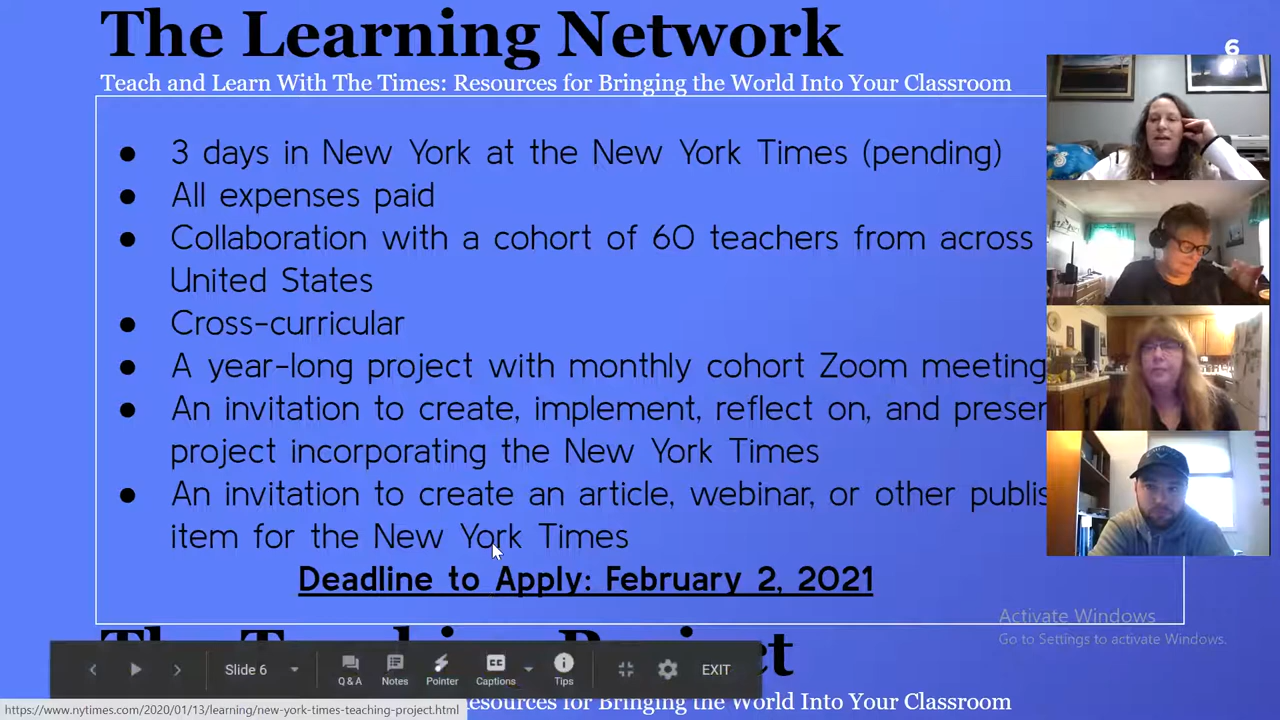 The Learning Network
6
Teach and Learn With The Times: Resources for Bringing the World Into Your Classroom
● 3 days in New York at the New York Times (pending)
● All expenses paid
● Collaboration with a cohort of 60 teachers from across
United States
● Cross-curricular
● A year-long project with monthly cohort Zoom meeting
● An invitation to create, implement, reflect on, and presen
project incorporating the New York Times
● An invitation to create an article, webinar, or other publis
item for the New York Times
Deadline to Apply: February 2, 2021
Activate Windows
Go to Settings to activate Windows.
Slide 6
Q & A
Notes
Pointer
Captions
Tips
EXIT
https://www.nytimes.com/2020/01/13/learning/new-york-times-teaching-project.html
Resources for Bringing the World Into Your Classroom